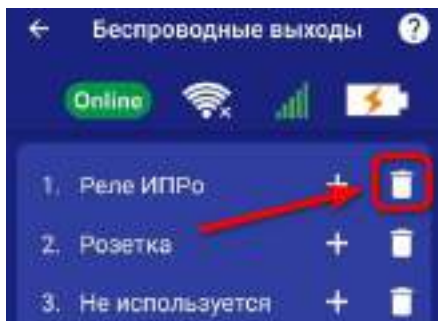 Беспроводные выходы ?
Online
1. Реле ИПРо +
2. Розетка +
3. Не используется +